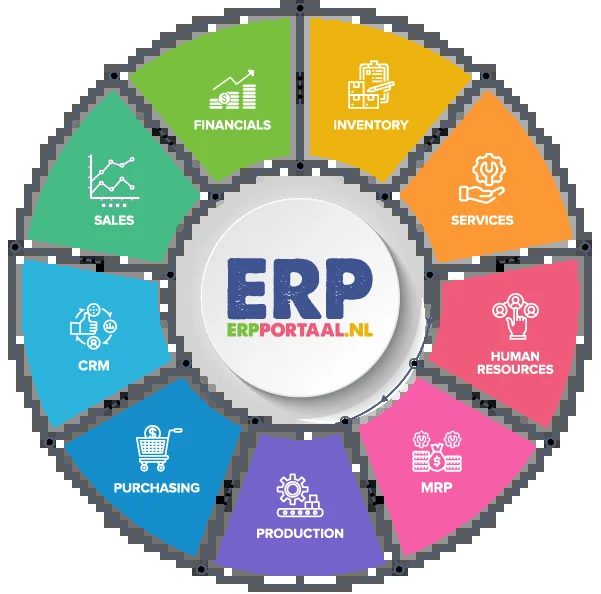 FINANCIALS
INVENTORY
SALES
SERVICES
ERP
ERPPORTAAL.NL
CRM
HUMAN
RESOURCES
PURCHASING
MRP
PRODUCTION